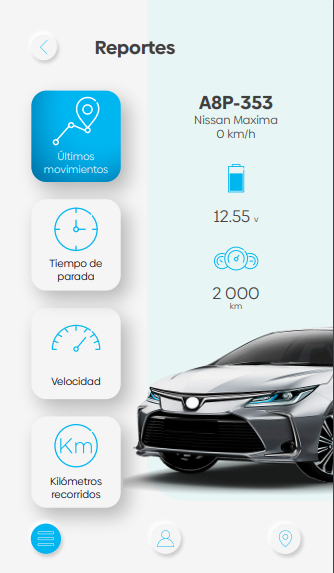 Reportes
A8P-353
Nissan Maxima
0 km/h
12.55 v
2 000
km
Últimos
movimientos
Tiempo de
parada
Velocidad
Km
Kilómetros
recorridos